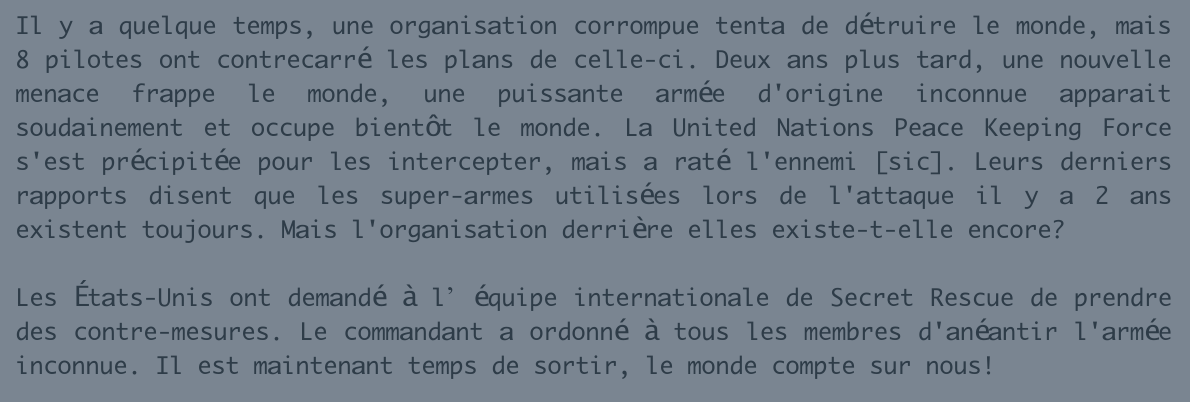 Il y a quelque temps, une organisation corrompue tenta de détruire le monde, mais
8 pilotes ont contrecarré les plans de celle-ci. Deux ans plus tard, une nouvelle
menace frappe le monde, une puissante armée d'origine inconnue apparait
soudainement et occupe bientôt le monde. La United Nations Peace Keeping Force
s'est précipitée pour les intercepter, mais a raté l'ennemi [sic]. Leurs derniers
rapports disent que les super-armes utilisées lors de l'attaque il y a 2 ans
existent toujours. Mais l'organisation derrière elles existe-t-elle encore?

Les États-Unis ont demandé à l’ équipe internationale de Secret Rescue de prendre
des contre-mesures. Le commandant a ordonné à tous les membres d'anéantir l'armée
inconnue. Il est maintenant temps de sortir, le monde compte sur nous!